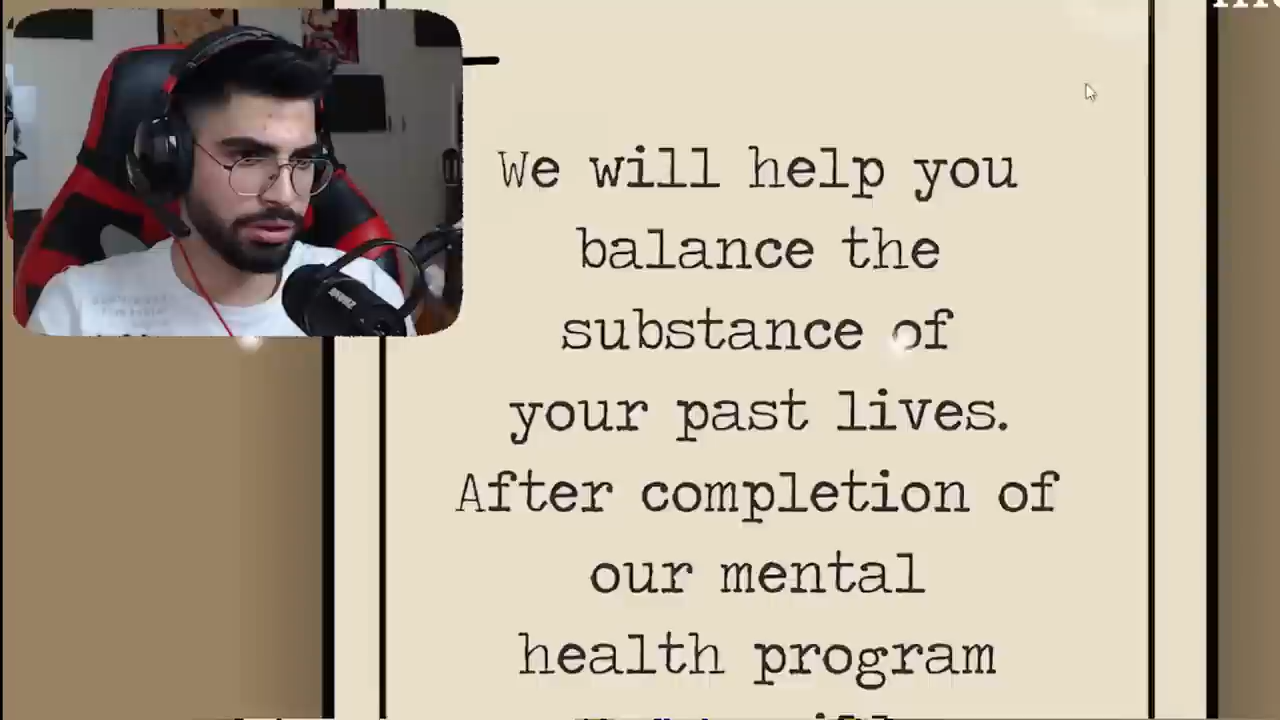 We will help you
balance the
substance of
your past lives.
After completion of
our mental
health program